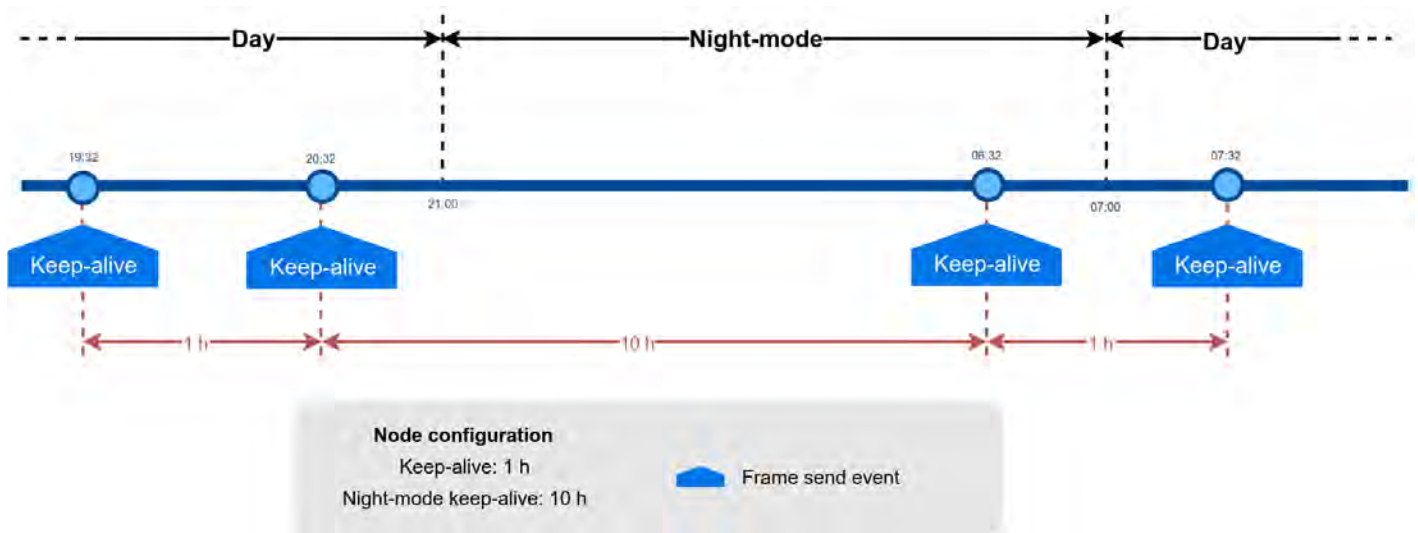 Day
Night-mode
Day
19:32
20:32
06:32
07:32
21:00
07:00
Keep-alive
Keep-alive
Keep-alive
Keep-alive
1 h
10 h
1 h
Node configuration
Keep-alive: 1 h
Night-mode keep-alive: 10 h
Frame send event